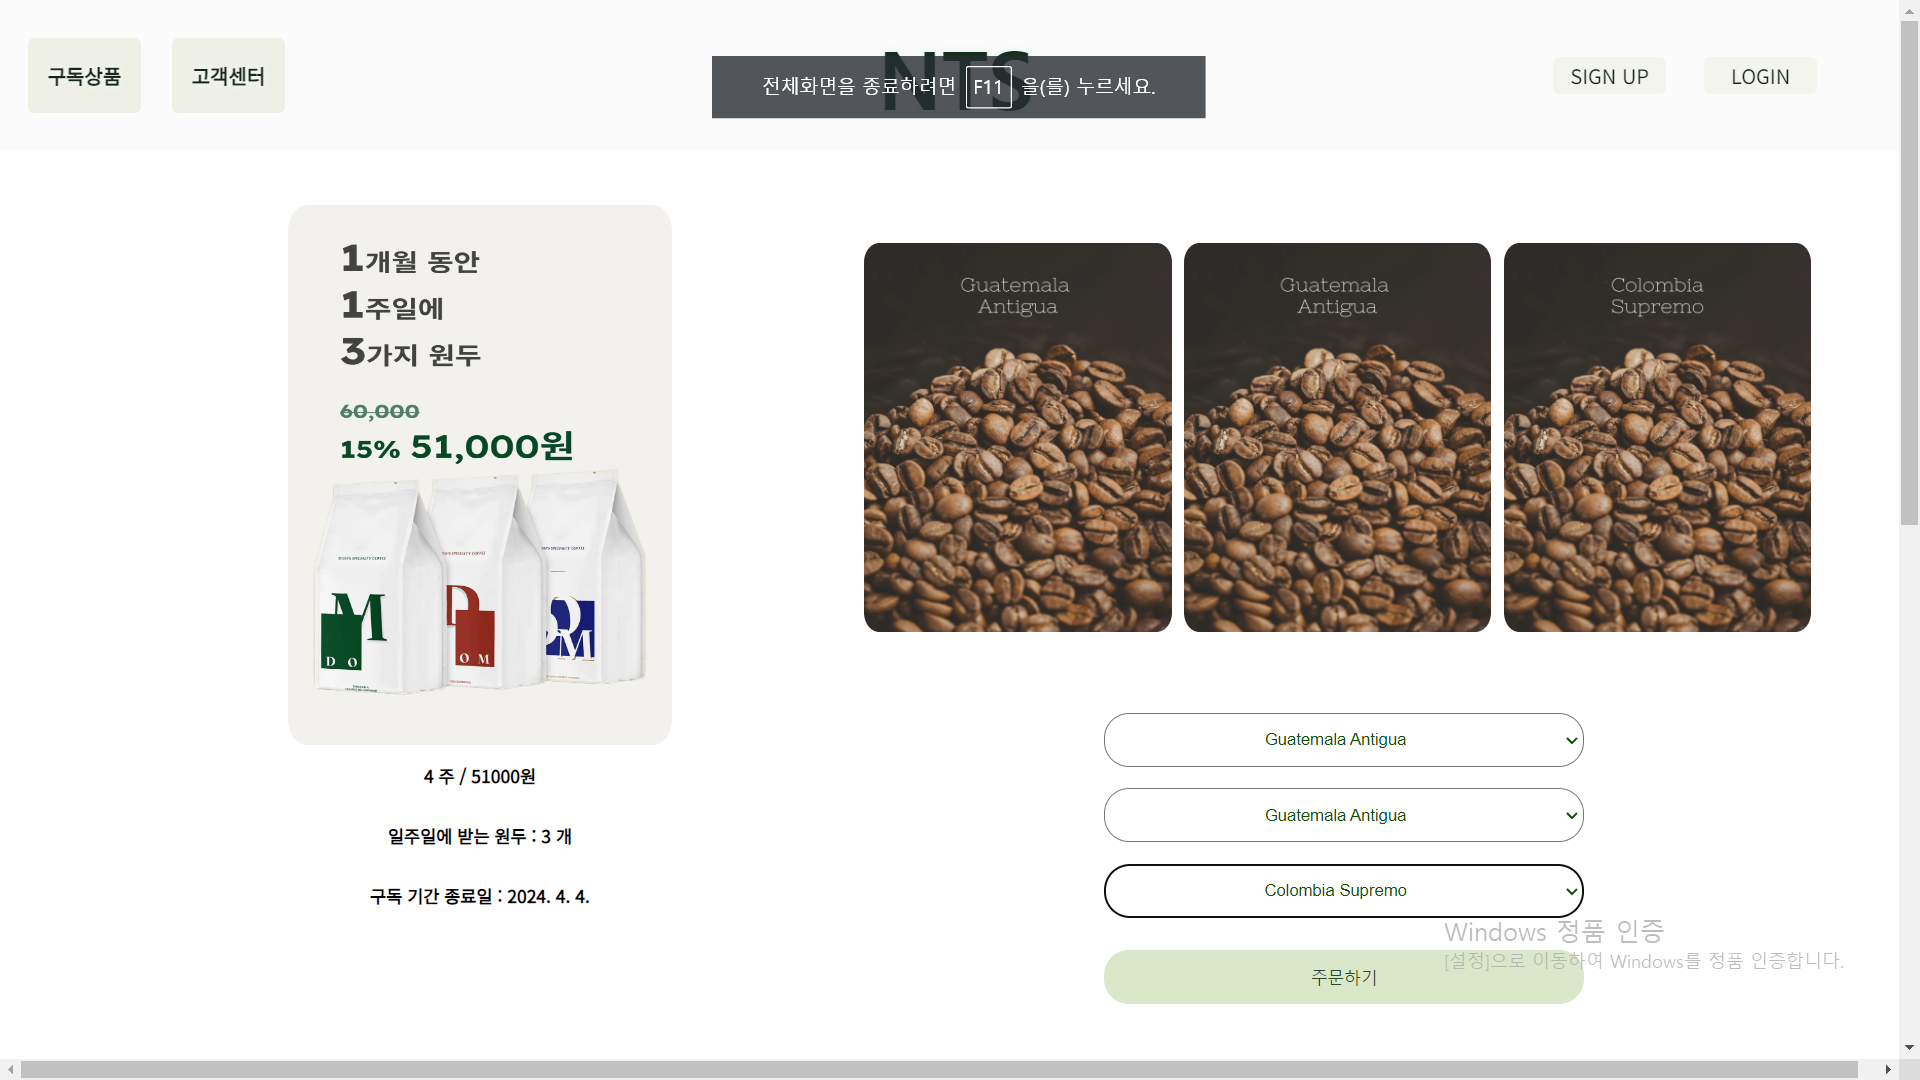 구독상품
고객센터
NTS
전체화면을 종료하려면 F11 을(를) 누르세요.
SIGN UP
LOGIN
1개월 동안
1주일에
3가지 원두
60,000
15% 51,000원
M
D O
D
O M
D
O
M
4 주 / 51000원
일주일에 받는 원두 : 3 개
구독 기간 종료일 : 2024. 4. 4.
Guatemala
Antigua
Guatemala
Antigua
Colombia
Supremo
Guatemala Antigua
Guatemala Antigua
Colombia Supremo
주문하기
Windows 정품 인증
[설정]으로 이동하여 Windows를 정품 인증합니다.